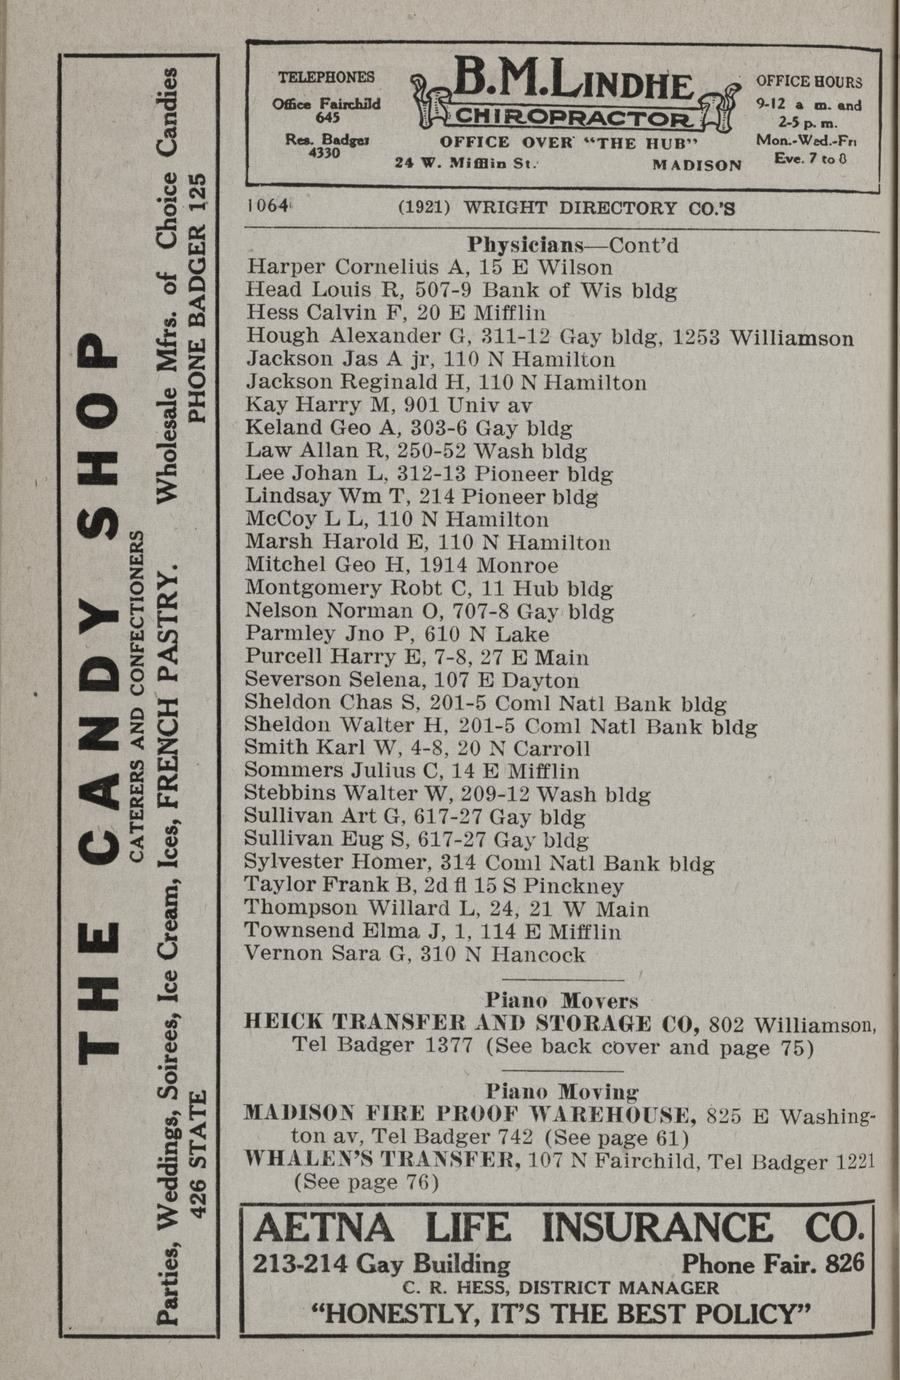 THE CANDY SHOP
CATERERS AND CONFECTIONERS
Parties, Weddings, Soirees, Ice Cream, Ices, FRENCH PASTRY. Wholesale Mfrs. of Choice Candies
426 STATE PHONE BADGER 125
TELEPHONES
Office Fairchild
645
Res. Badger
4330
B.M.LINDHE
CHIROPRACTOR
OFFICE OVER "THE HUB"
24 W. Mifflin St. MADISON
OFFICE HOURS
9-12 a m. and
2-5 p. m.
Mon.-Wed.-Fri
Eve. 7 to 8
1064 (1921) WRIGHT DIRECTORY CO.'S
Physicians—Cont'd
Harper Cornelius A, 15 E Wilson
Head Louis R, 507-9 Bank of Wis bldg
Hess Calvin F, 20 E Mifflin
Hough Alexander G, 311-12 Gay bldg, 1253 Williamson
Jackson Jas A jr, 110 N Hamilton
Jackson Reginald H, 110 N Hamilton
Kay Harry M, 901 Univ av
Keland Geo A, 303-6 Gay bldg
Law Allan R, 250-52 Wash bldg
Lee Johan L, 312-13 Pioneer bldg
Lindsay Wm T, 214 Pioneer bldg
McCoy L L, 110 N Hamilton
Marsh Harold E, 110 N Hamilton
Mitchel Geo H, 1914 Monroe
Montgomery Robt C, 11 Hub bldg
Nelson Norman O, 707-8 Gay bldg
Parmley Jno P, 610 N Lake
Purcell Harry E, 7-8, 27 E Main
Severson Selena, 107 E Dayton
Sheldon Chas S, 201-5 Coml Natl Bank bldg
Sheldon Walter H, 201-5 Coml Natl Bank bldg
Smith Karl W, 4-8, 20 N Carroll
Sommers Julius C, 14 E Mifflin
Stebbins Walter W, 209-12 Wash bldg
Sullivan Art G, 617-27 Gay bldg
Sullivan Eug S, 617-27 Gay bldg
Sylvester Homer, 314 Coml Natl Bank bldg
Taylor Frank B, 2d fl 15 S Pinckney
Thompson Willard L, 24, 21 W Main
Townsend Elma J, 1, 114 E Mifflin
Vernon Sara G, 310 N Hancock
Piano Movers
HEICK TRANSFER AND STORAGE CO, 802 Williamson,
Tel Badger 1377 (See back cover and page 75)
Piano Moving
MADISON FIRE PROOF WAREHOUSE, 825 E Washing-
ton av, Tel Badger 742 (See page 61)
WHALEN'S TRANSFER, 107 N Fairchild, Tel Badger 1221
(See page 76)
AETNA LIFE INSURANCE CO.
213-214 Gay Building Phone Fair. 826
C. R. HESS, DISTRICT MANAGER
"HONESTLY, IT'S THE BEST POLICY"